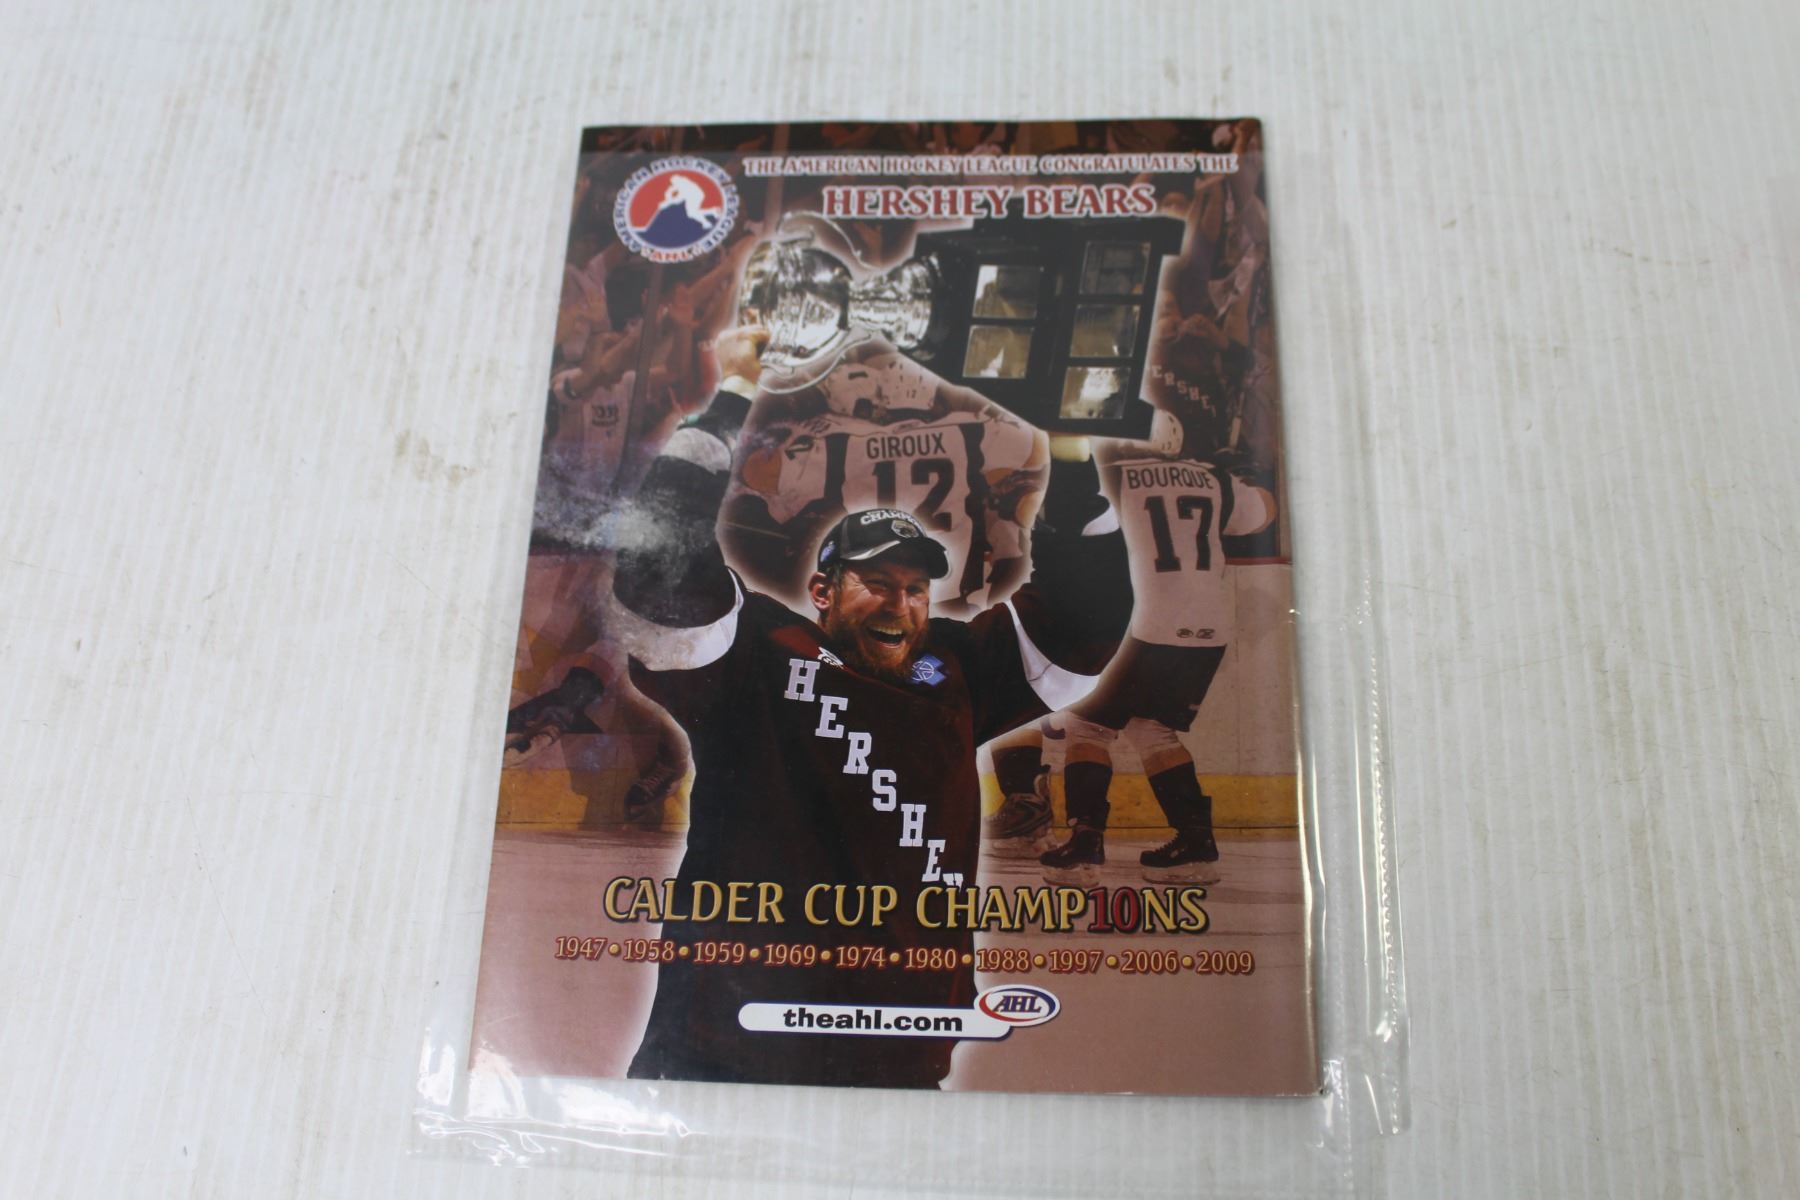 AMERICAN HOCKEY LEAGUE
AHL
THE AMERICAN HOCKEY LEAGUE CONGRATULATES THE
HERSHEY BEARS
GIROUX
12
BOURQUE
17
HERSHE
CALDER CUP CHAMP10NS
1947•1958•1959•1969•1974•1980•1988•1997•2006•2009
theahl.com
AHL